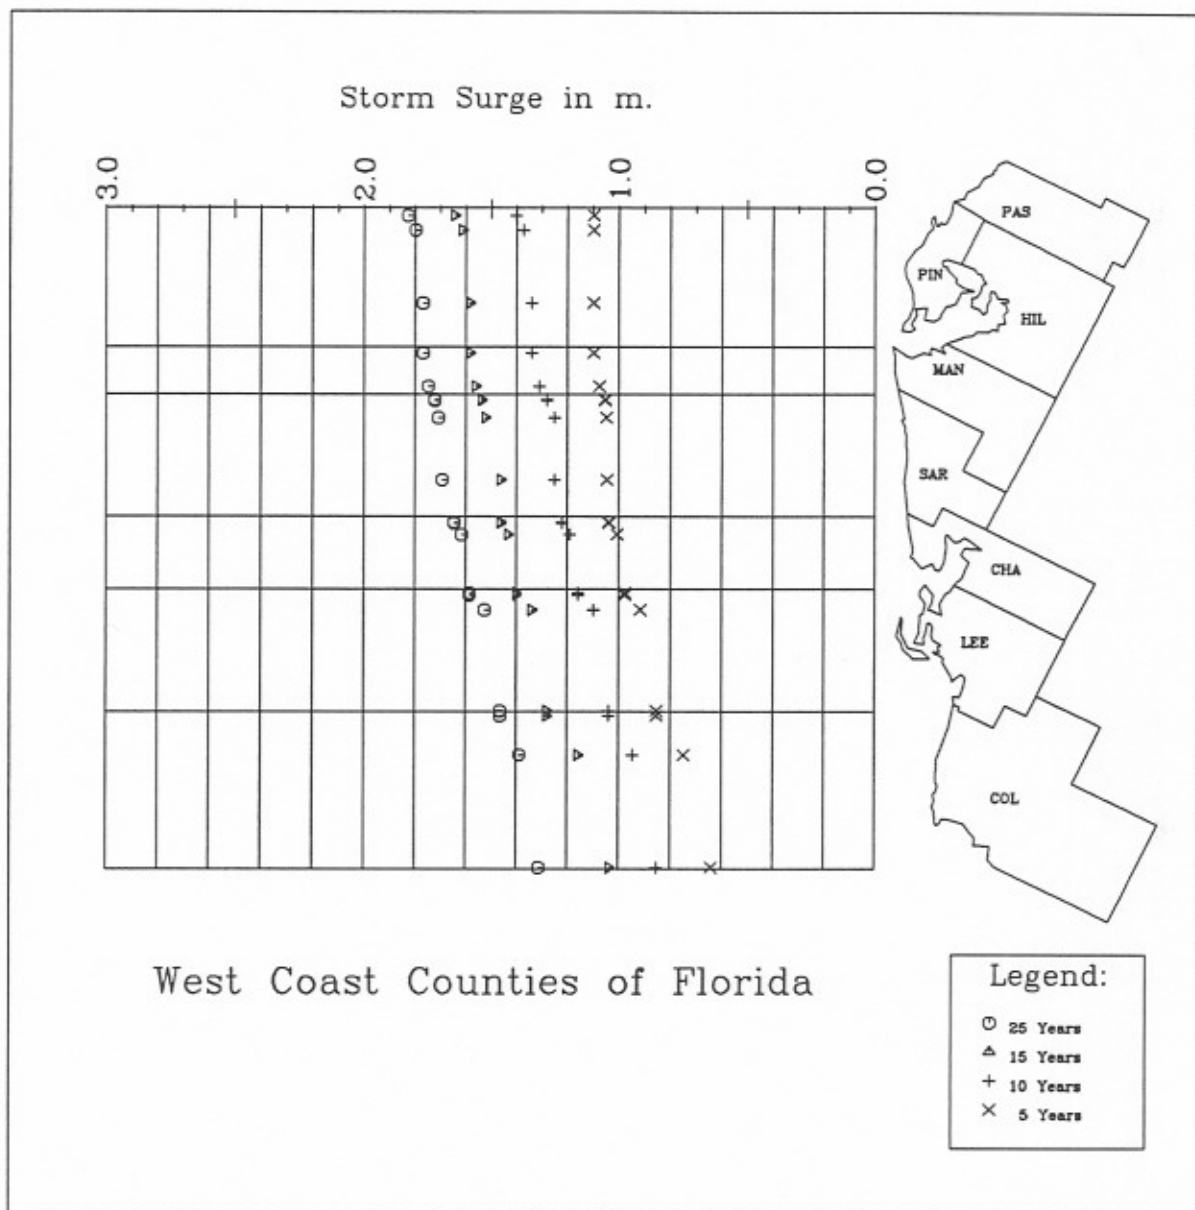 Storm Surge in m.
3.0 2.0 1.0 0.0
PAS
PIN
HIL
MAN
SAR
CHA
LEE
COL
West Coast Counties of Florida
Legend:
25 Years
15 Years
10 Years
5 Years